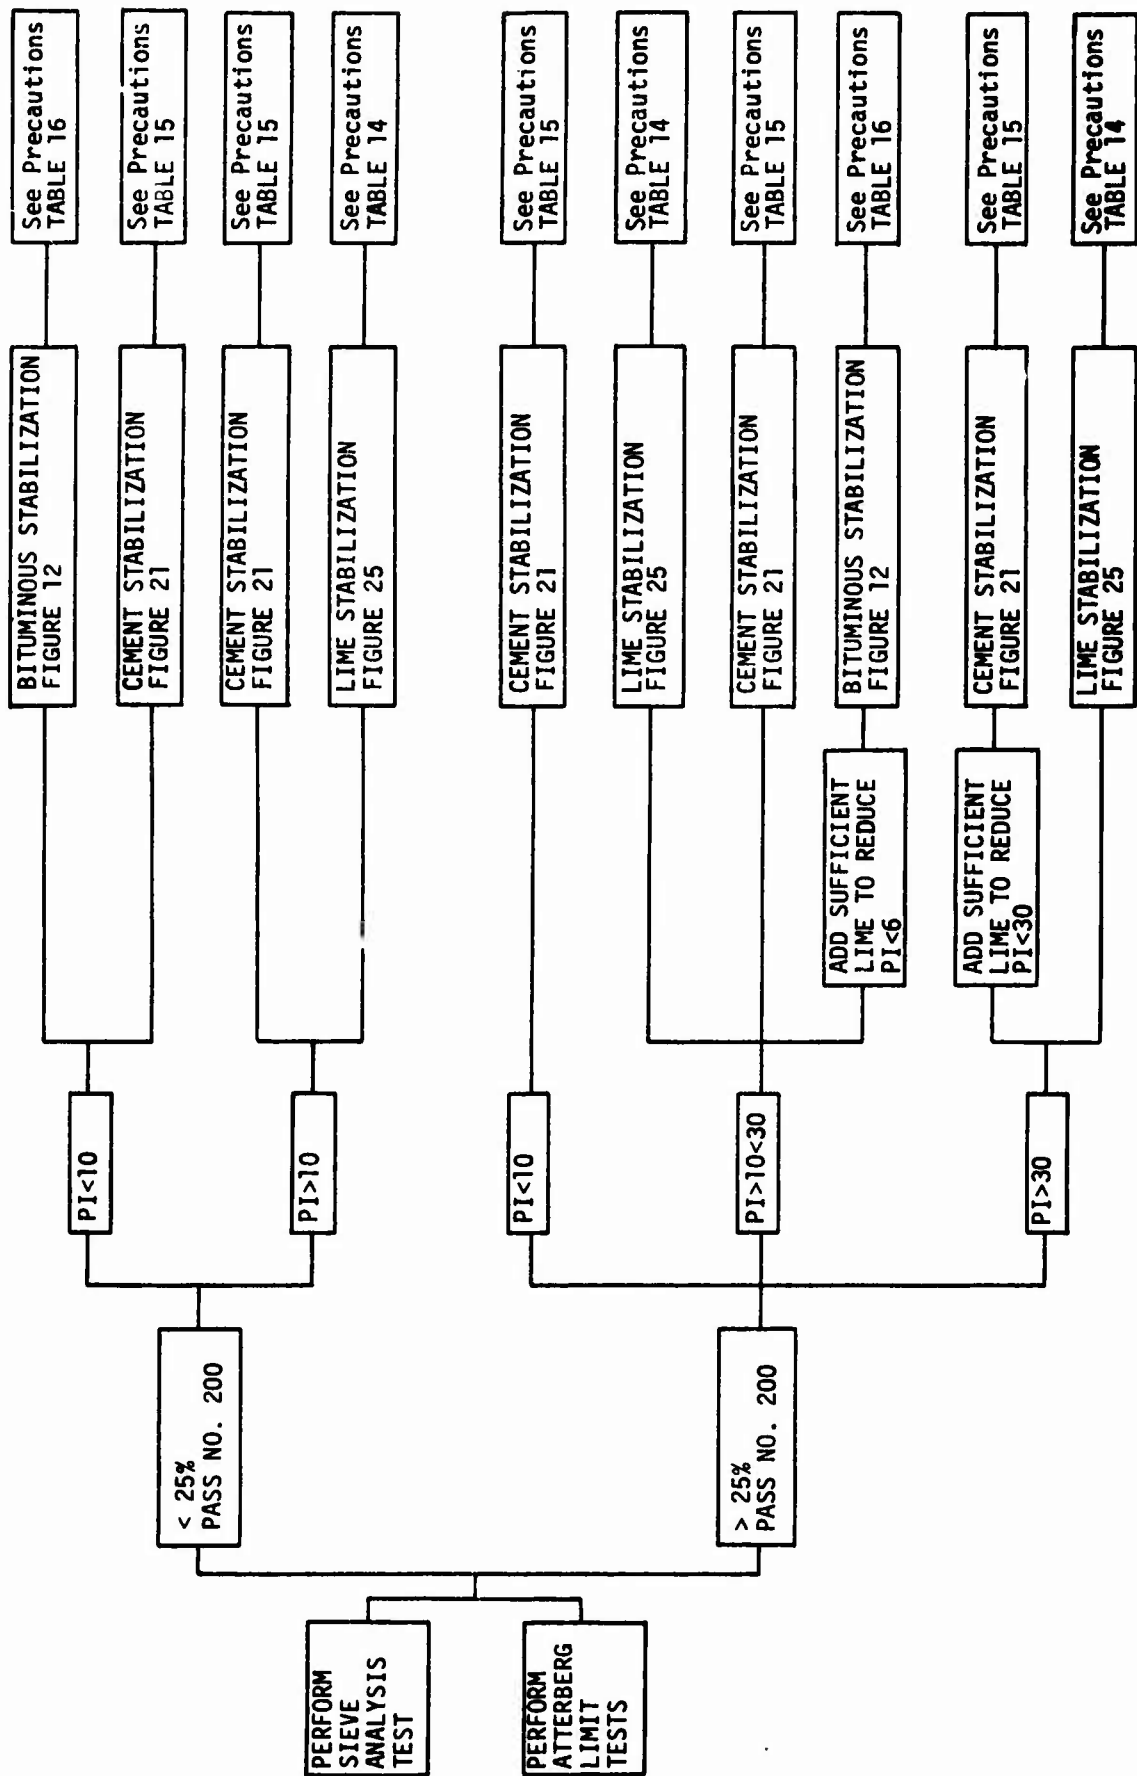 PERFORM
SIEVE
ANALYSIS
TEST
PERFORM
ATTERBERG
LIMIT
TESTS
< 25%
PASS NO. 200
> 25%
PASS NO. 200
PI<10
PI>10
PI<10
PI>10<30
PI>30
ADD SUFFICIENT
LIME TO REDUCE
PI<6
ADD SUFFICIENT
LIME TO REDUCE
PI<30
BITUMINOUS STABILIZATION
FIGURE 12
CEMENT STABILIZATION
FIGURE 21
CEMENT STABILIZATION
FIGURE 21
LIME STABILIZATION
FIGURE 25
CEMENT STABILIZATION
FIGURE 21
LIME STABILIZATION
FIGURE 25
CEMENT STABILIZATION
FIGURE 21
BITUMINOUS STABILIZATION
FIGURE 12
CEMENT STABILIZATION
FIGURE 21
LIME STABILIZATION
FIGURE 25
See Precautions
TABLE 16
See Precautions
TABLE 15
See Precautions
TABLE 15
See Precautions
TABLE 14
See Precautions
TABLE 15
See Precautions
TABLE 14
See Precautions
TABLE 15
See Precautions
TABLE 16
See Precautions
TABLE 15
See Precautions
TABLE 14